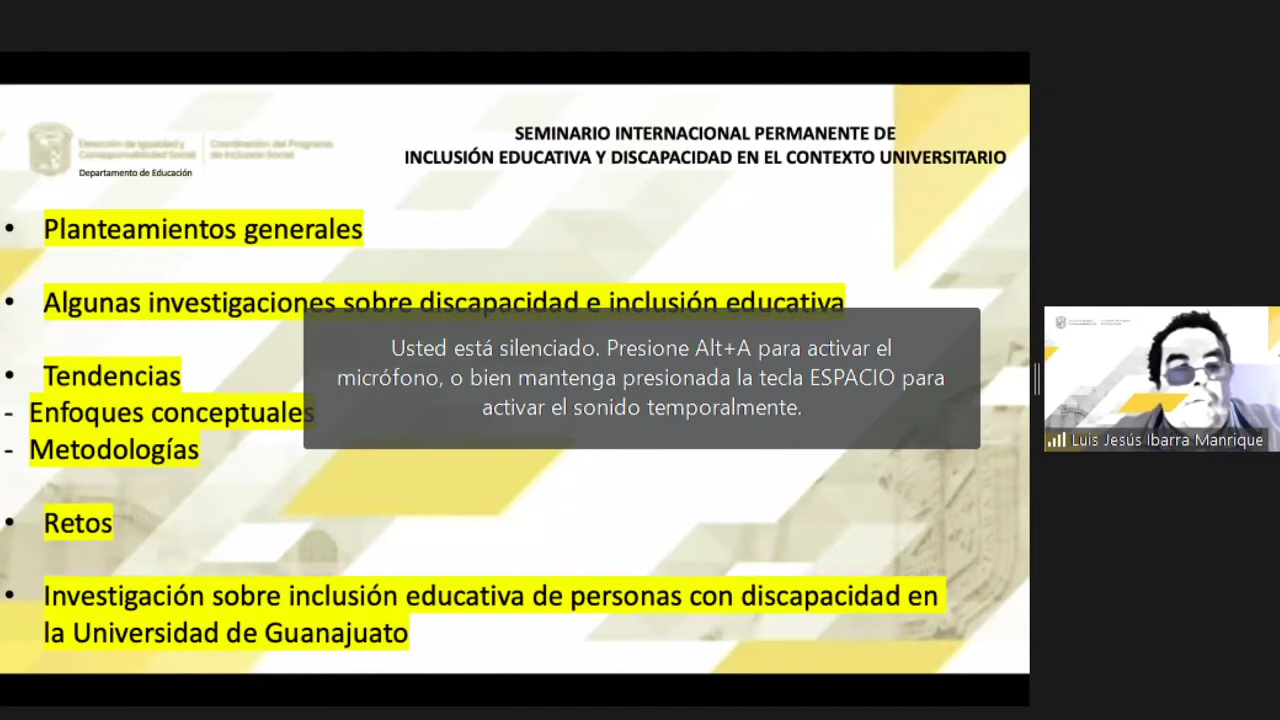 Dirección de Igualdad y
Corresponsabilidad Social
Departamento de Educación
Coordinación del Programa
de Inclusión Social
SEMINARIO INTERNACIONAL PERMANENTE DE
INCLUSIÓN EDUCATIVA Y DISCAPACIDAD EN EL CONTEXTO UNIVERSITARIO
• Planteamientos generales
• Algunas investigaciones sobre discapacidad e inclusión educativa
• Tendencias
- Enfoques conceptuales
- Metodologías
• Retos
• Investigación sobre inclusión educativa de personas con discapacidad en
la Universidad de Guanajuato
Usted está silenciado. Presione Alt+A para activar el
micrófono, o bien mantenga presionada la tecla ESPACIO para
activar el sonido temporalmente.
Luis Jesús Ibarra Manrique